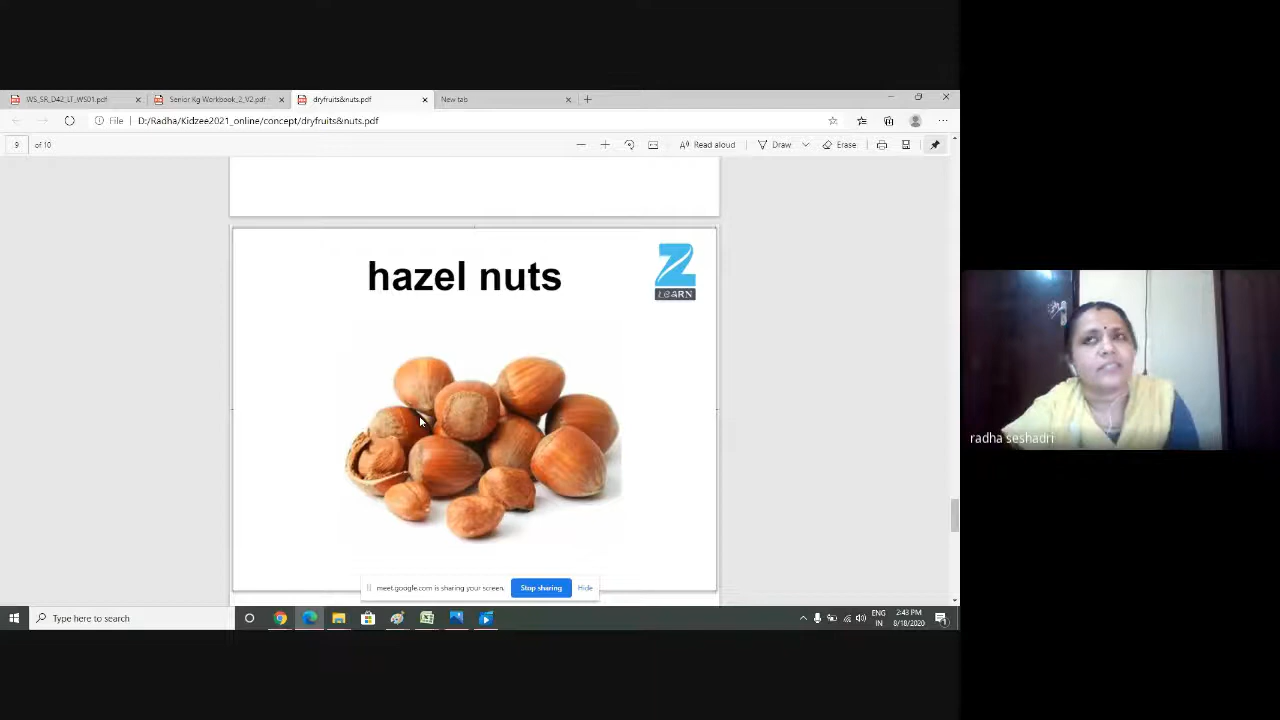 WS_SR_D42_LT_WS01.pdf
Senior Kg Workbook_2_V2.pdf
dryfruits&nuts.pdf
New tab
File
D:/Radha/Kidzee2021_online/concept/dryfruits&nuts.pdf
9 of 10
Read aloud
Draw
Erase
hazel nuts
Z
LEARN
radha seshadri
meet.google.com is sharing your screen.
Stop sharing
Hide
Type here to search
ENG
IN
2:43 PM
8/18/2020